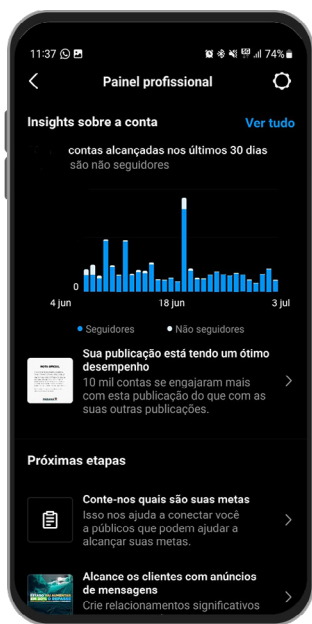 11:37
74%
Painel profissional
Insights sobre a conta
Ver tudo
contas alcançadas nos últimos 30 dias
são não seguidores
0
4 jun
18 jun
3 jul
Seguidores
Não seguidores
Sua publicação está tendo um ótimo
desempenho
10 mil contas se engajaram mais
com esta publicação do que com as
suas outras publicações.
Próximas etapas
Conte-nos quais são suas metas
Isso nos ajuda a conectar você
a públicos que podem ajudar a
alcançar suas metas.
Alcance os clientes com anúncios
de mensagens
Crie relacionamentos significativos